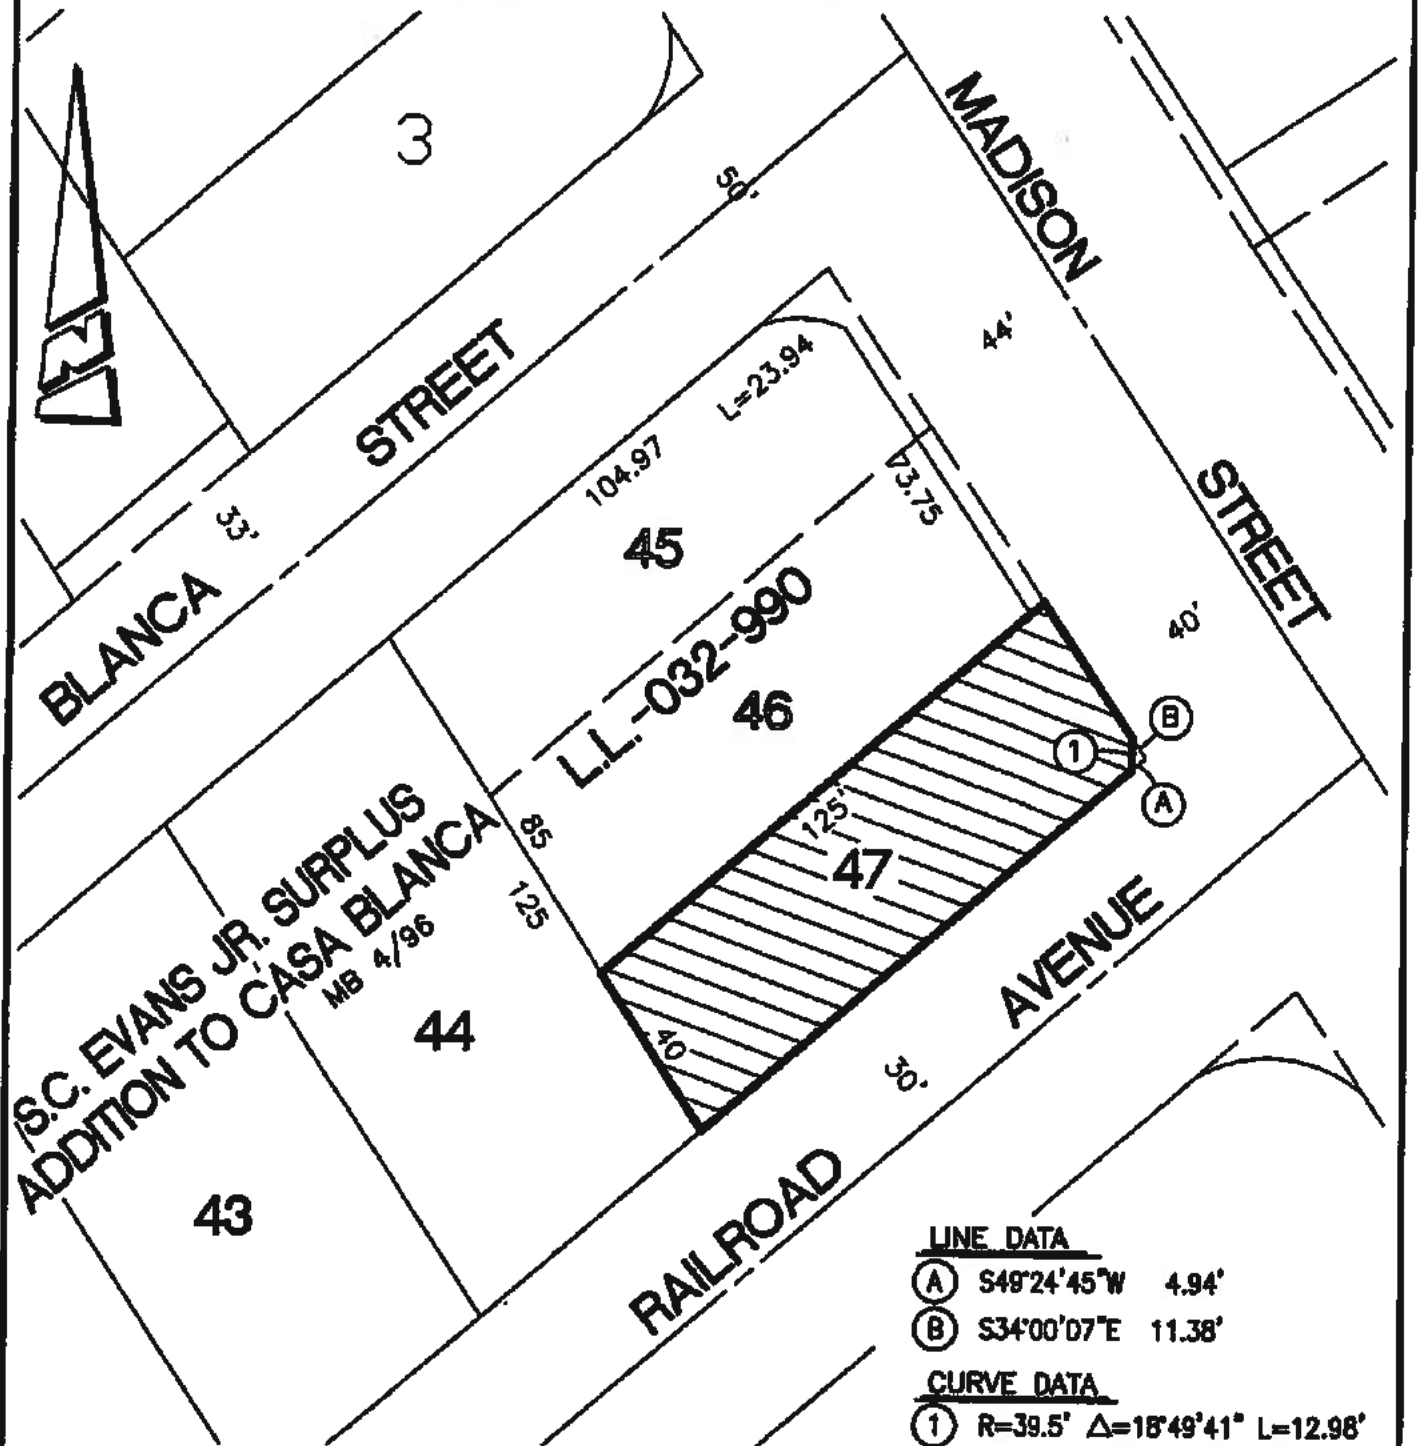 3
N
MADISON
STREET
50'
44'
40'
BLANCA
STREET
33'
L=23.94
104.97
73.75
45
L.L.-032-990
46
85
125
125'
47
40
1
B
A
S.C. EVANS JR. SURPLUS
ADDITION TO CASA BLANCA
MB 4/96
44
43
RAILROAD
AVENUE
30'
LINE DATA
A S49°24'45"W 4.94'
B S34°00'07"E 11.38'
CURVE DATA
1 R=39.5' Δ=18°49'41" L=12.98'